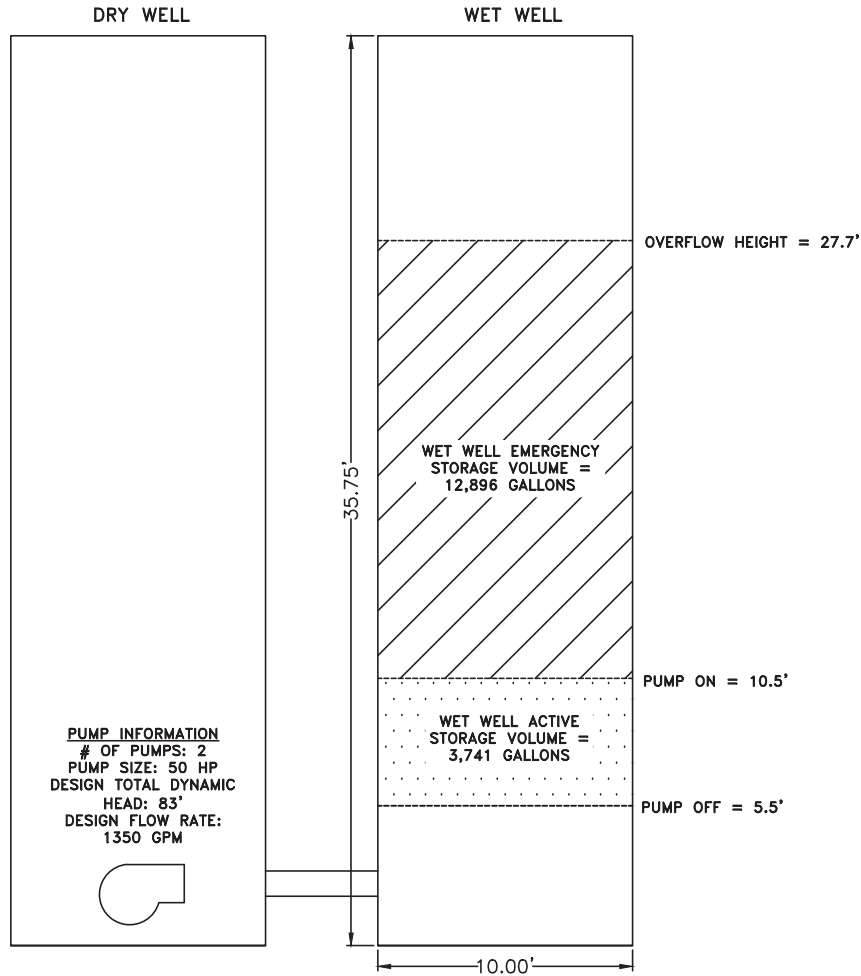 DRY WELL
WET WELL
OVERFLOW HEIGHT = 27.7'
35.75'
WET WELL EMERGENCY
STORAGE VOLUME =
12,896 GALLONS
PUMP ON = 10.5'
WET WELL ACTIVE
STORAGE VOLUME =
3,741 GALLONS
PUMP OFF = 5.5'
PUMP INFORMATION
# OF PUMPS: 2
PUMP SIZE: 50 HP
DESIGN TOTAL DYNAMIC
HEAD: 83'
DESIGN FLOW RATE:
1350 GPM
10.00'